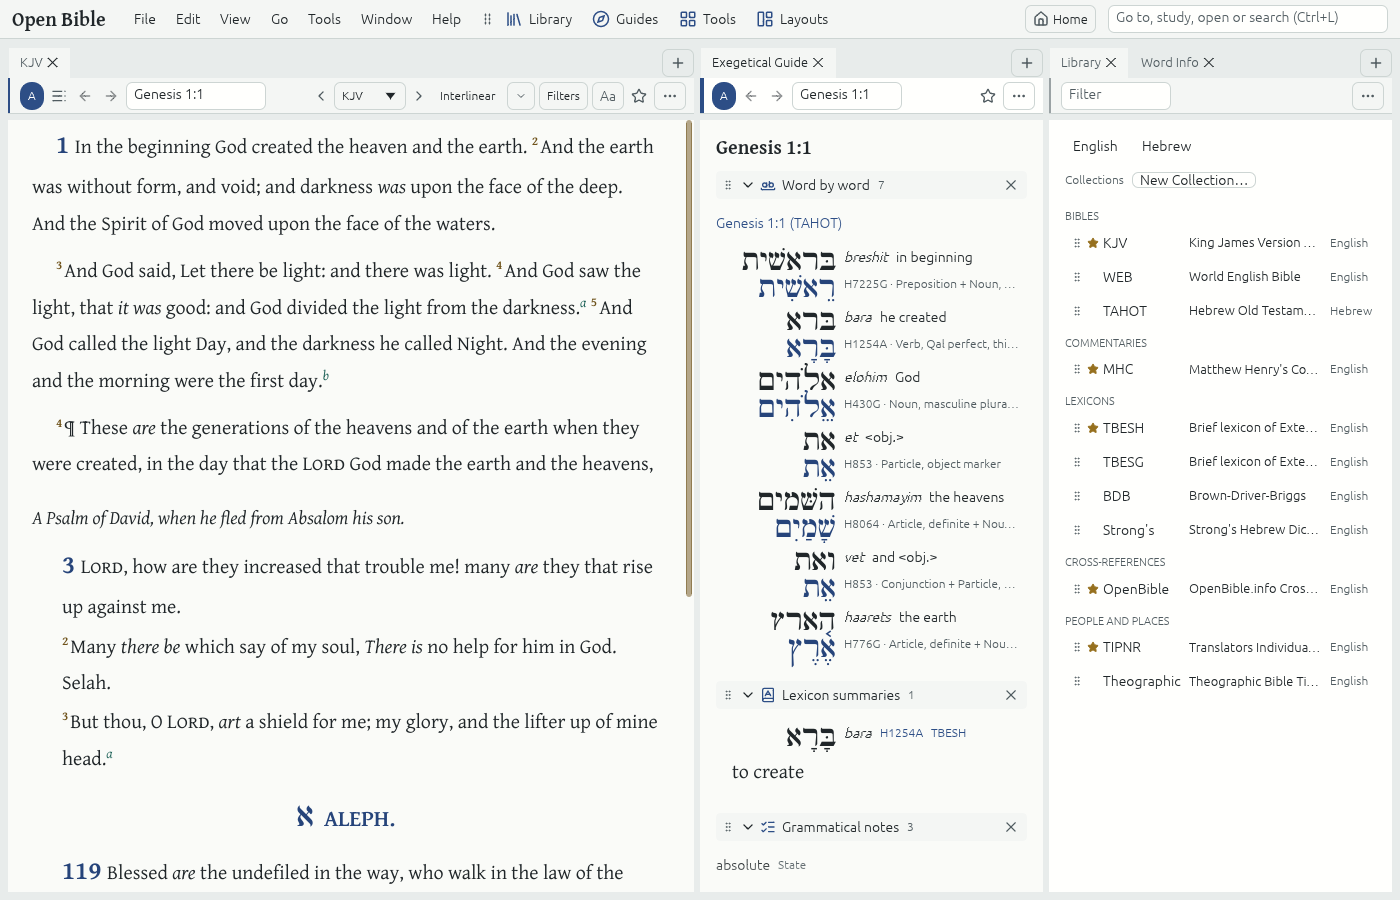 Open Bible File Edit View Go Tools Window Help Library Guides Tools Layouts Home Go to, study, open or search (Ctrl+L)
KJV
A Genesis 1:1 KJV Interlinear Filters Aa
1 In the beginning God created the heaven and the earth. 2 And the earth
was without form, and void; and darkness was upon the face of the deep.
And the Spirit of God moved upon the face of the waters.
3 And God said, Let there be light: and there was light. 4 And God saw the
light, that it was good: and God divided the light from the darkness.a 5 And
God called the light Day, and the darkness he called Night. And the evening
and the morning were the first day.b
4 ¶ These are the generations of the heavens and of the earth when they
were created, in the day that the LORD God made the earth and the heavens,
A Psalm of David, when he fled from Absalom his son.
3 LORD, how are they increased that trouble me! many are they that rise
up against me.
2 Many there be which say of my soul, There is no help for him in God.
Selah.
3 But thou, O LORD, art a shield for me; my glory, and the lifter up of mine
head.a
א ALEPH.
119 Blessed are the undefiled in the way, who walk in the law of the
Exegetical Guide
A Genesis 1:1
Genesis 1:1
Word by word 7
Genesis 1:1 (TAHOT)
בראשית breshit in beginning
רֵאשִׁית H7225G · Preposition + Noun, ...
ברא bara he created
בָּרָא H1254A · Verb, Qal perfect, thi...
אלהים elohim God
אֱלֹהִים H430G · Noun, masculine plura...
את et <obj.>
אֵת H853 · Particle, object marker
השמים hashamayim the heavens
שָׁמַיִם H8064 · Article, definite + Nou...
ואת vet and <obj.>
אֵת H853 · Conjunction + Particle, ...
הארץ haarets the earth
אֶרֶץ H776G · Article, definite + Nou...
Lexicon summaries 1
בָּרָא bara H1254A TBESH
to create
Grammatical notes 3
absolute State
Library Word Info
Filter
English Hebrew
Collections New Collection...
BIBLES
KJV King James Version ... English
WEB World English Bible English
TAHOT Hebrew Old Testam... Hebrew
COMMENTARIES
MHC Matthew Henry's Co... English
LEXICONS
TBESH Brief lexicon of Exte... English
TBESG Brief lexicon of Exte... English
BDB Brown-Driver-Briggs English
Strong's Strong's Hebrew Dic... English
CROSS-REFERENCES
OpenBible OpenBible.info Cros... English
PEOPLE AND PLACES
TIPNR Translators Individua... English
Theographic Theographic Bible Ti... English